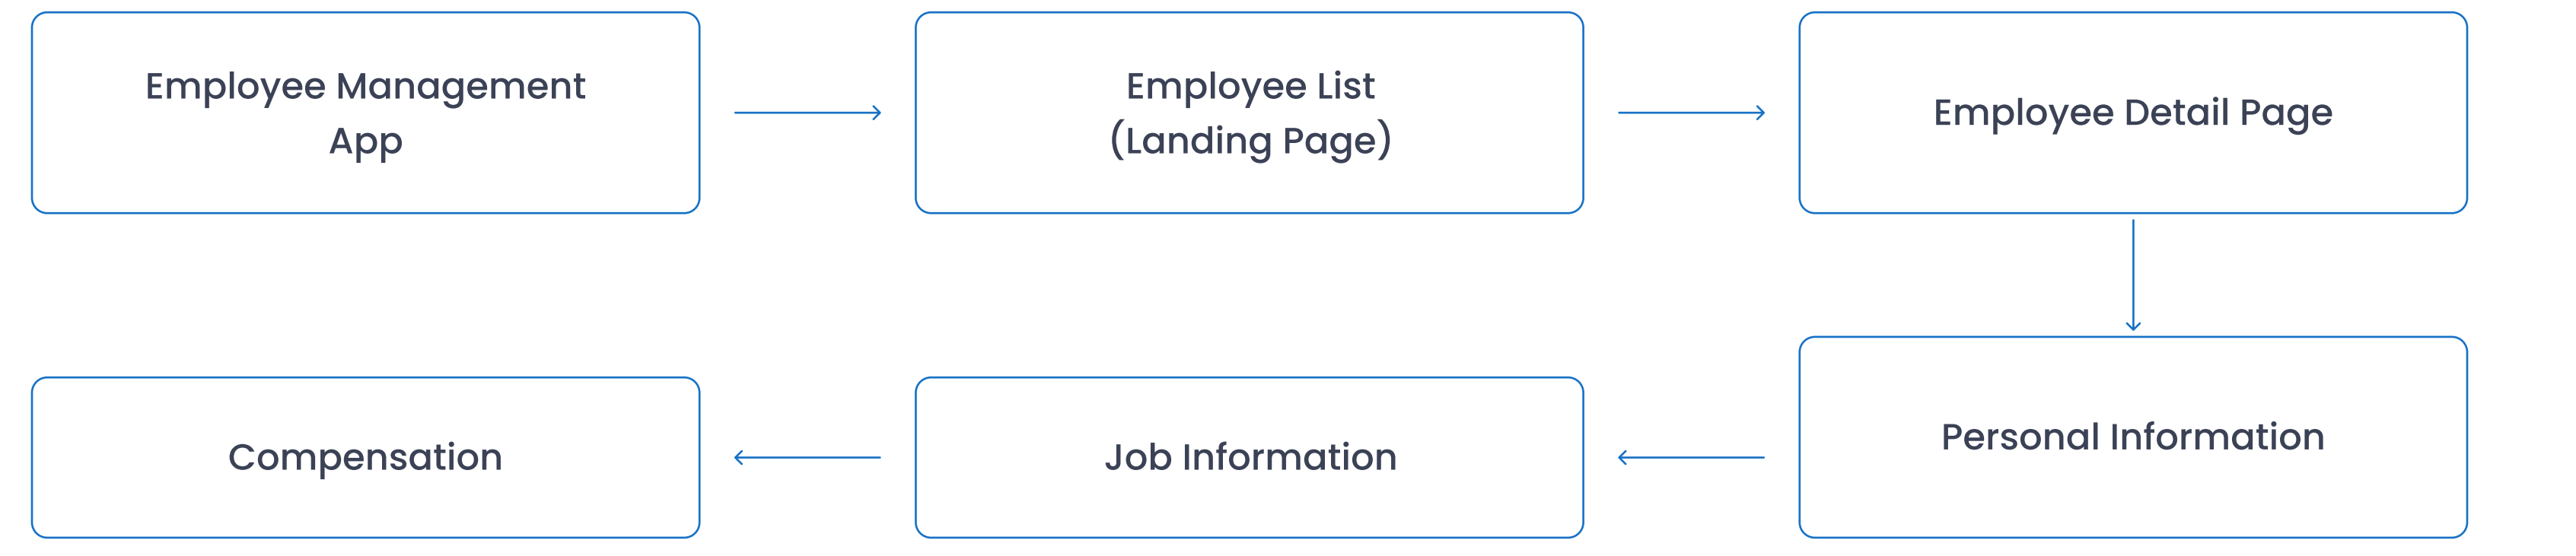 Employee Management
App
Employee List
(Landing Page)
Employee Detail Page
Personal Information
Job Information
Compensation